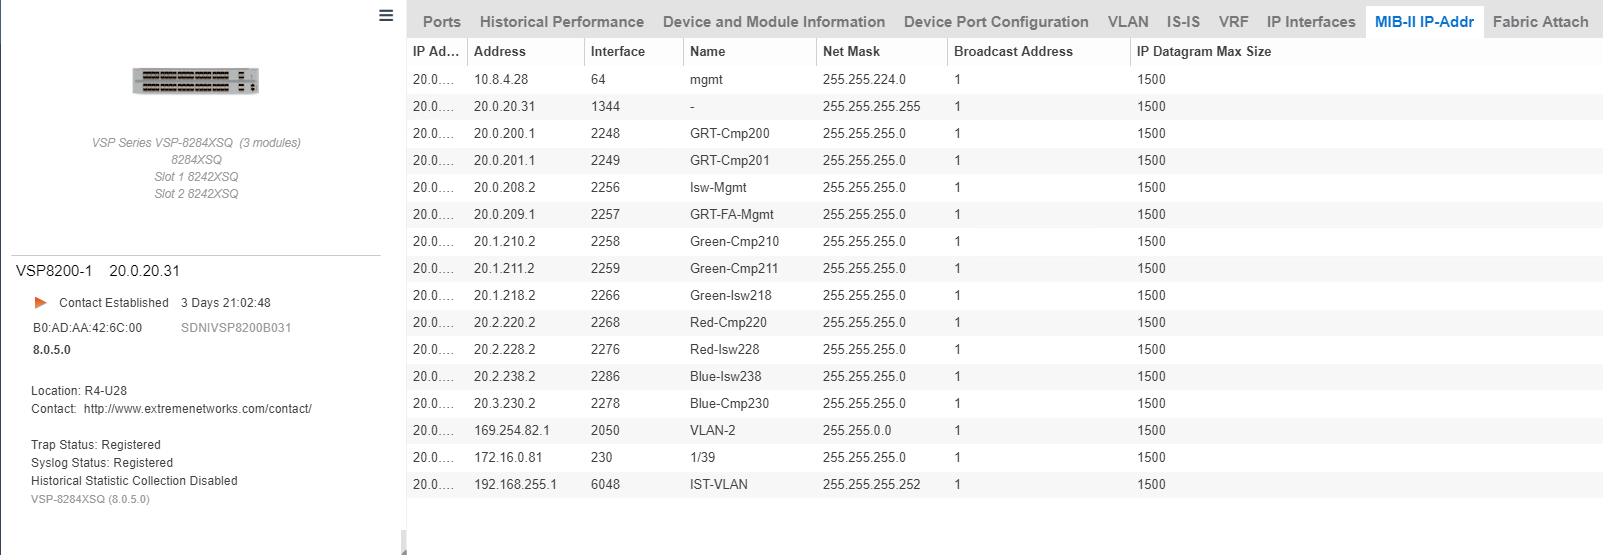 Ports Historical Performance Device and Module Information Device Port Configuration VLAN IS-IS VRF IP Interfaces MIB-II IP-Addr Fabric Attach
IP Ad... Address Interface Name Net Mask Broadcast Address IP Datagram Max Size
20.0.... 10.8.4.28 64 mgmt 255.255.224.0 1 1500
20.0.... 20.0.20.31 1344 - 255.255.255.255 1 1500
20.0.... 20.0.200.1 2248 GRT-Cmp200 255.255.255.0 1 1500
20.0.... 20.0.201.1 2249 GRT-Cmp201 255.255.255.0 1 1500
20.0.... 20.0.208.2 2256 Isw-Mgmt 255.255.255.0 1 1500
20.0.... 20.0.209.1 2257 GRT-FA-Mgmt 255.255.255.0 1 1500
20.0.... 20.1.210.2 2258 Green-Cmp210 255.255.255.0 1 1500
20.0.... 20.1.211.2 2259 Green-Cmp211 255.255.255.0 1 1500
20.0.... 20.1.218.2 2266 Green-Isw218 255.255.255.0 1 1500
20.0.... 20.2.220.2 2268 Red-Cmp220 255.255.255.0 1 1500
20.0.... 20.2.228.2 2276 Red-Isw228 255.255.255.0 1 1500
20.0.... 20.2.238.2 2286 Blue-Isw238 255.255.255.0 1 1500
20.0.... 20.3.230.2 2278 Blue-Cmp230 255.255.255.0 1 1500
20.0.... 169.254.82.1 2050 VLAN-2 255.255.0.0 1 1500
20.0.... 172.16.0.81 230 1/39 255.255.255.0 1 1500
20.0.... 192.168.255.1 6048 IST-VLAN 255.255.255.252 1 1500
VSP Series VSP-8284XSQ (3 modules)
8284XSQ
Slot 1 8242XSQ
Slot 2 8242XSQ
VSP8200-1 20.0.20.31
Contact Established 3 Days 21:02:48
B0:AD:AA:42:6C:00 SDNIVSP8200B031
8.0.5.0
Location: R4-U28
Contact: http://www.extremenetworks.com/contact/
Trap Status: Registered
Syslog Status: Registered
Historical Statistic Collection Disabled
VSP-8284XSQ (8.0.5.0)